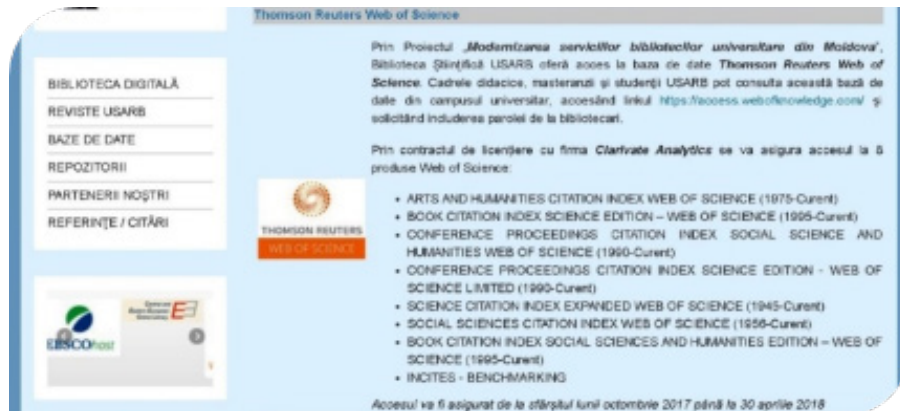 Thomson Reuters Web of Science
Prin Proiectul „Modernizarea serviciilor bibliotecilor universitare din Moldova”,
Biblioteca Științifică USARB oferă acces la baza de date Thomson Reuters Web of
Science. Cadrele didacice, masteranzi și studenții USARB pot consulta această bază de
date din campusul universitar, accesând linkul https://access.webofknowledge.com/ și
solicitând includerea parolei de la bibliotecari.
Prin contractul de licențiere cu firma Clarivate Analytics se va asigura accesul la 8
produse Web of Science:
• ARTS AND HUMANITIES CITATION INDEX WEB OF SCIENCE (1975-Curent)
• BOOK CITATION INDEX SCIENCE EDITION – WEB OF SCIENCE (1995-Curent)
• CONFERENCE PROCEEDINGS CITATION INDEX SOCIAL SCIENCE AND
HUMANITIES WEB OF SCIENCE (1990-Curent)
• CONFERENCE PROCEEDINGS CITATION INDEX SCIENCE EDITION - WEB OF
SCIENCE LIMITED (1990-Curent)
• SCIENCE CITATION INDEX EXPANDED WEB OF SCIENCE (1945-Curent)
• SOCIAL SCIENCES CITATION INDEX WEB OF SCIENCE (1956-Curent)
• BOOK CITATION INDEX SOCIAL SCIENCES AND HUMANITIES EDITION – WEB OF
SCIENCE (1995-Curent)
• INCITES - BENCHMARKING
Accesul va fi asigurat de la sfârșitul lunii octombrie 2017 până la 30 aprilie 2018
BIBLIOTECA DIGITALĂ
REVISTE USARB
BAZE DE DATE
REPOZITORII
PARTENERII NOȘTRI
REFERINȚE / CITĂRI
THOMSON REUTERS
WEB OF SCIENCE
EBSCOhost